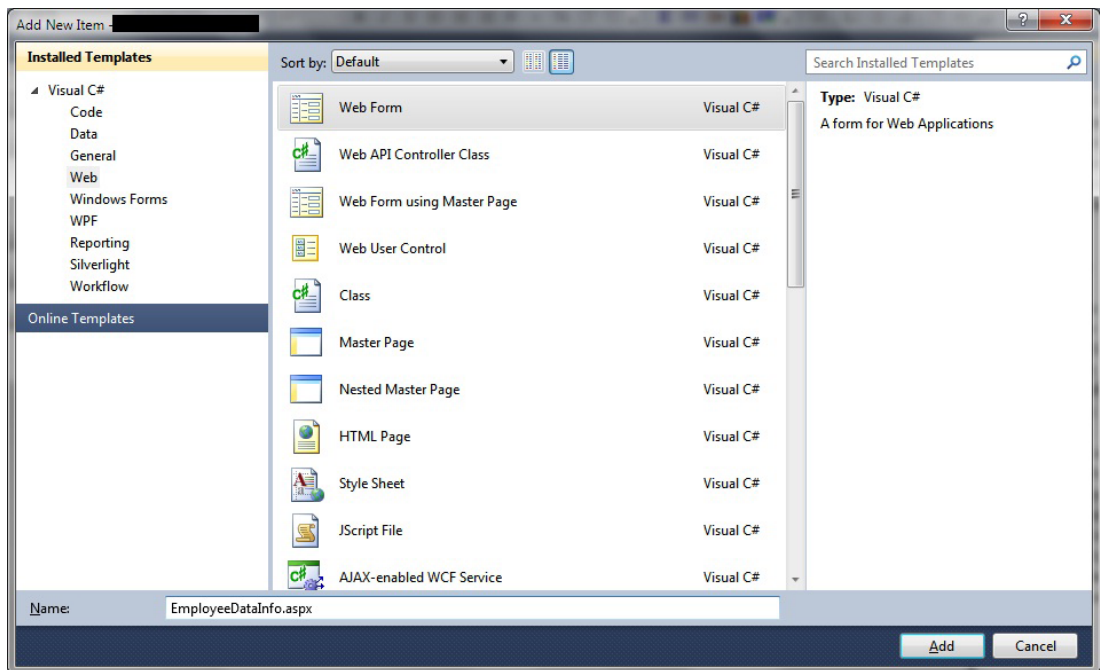 Add New Item -
Installed Templates
Sort by: Default
Search Installed Templates
Visual C#
Code
Data
General
Web
Windows Forms
WPF
Reporting
Silverlight
Workflow
Online Templates
Web Form Visual C#
Web API Controller Class Visual C#
Web Form using Master Page Visual C#
Web User Control Visual C#
Class Visual C#
Master Page Visual C#
Nested Master Page Visual C#
HTML Page Visual C#
Style Sheet Visual C#
JScript File Visual C#
AJAX-enabled WCF Service Visual C#
Type: Visual C#
A form for Web Applications
Name: EmployeeDataInfo.aspx
Add Cancel